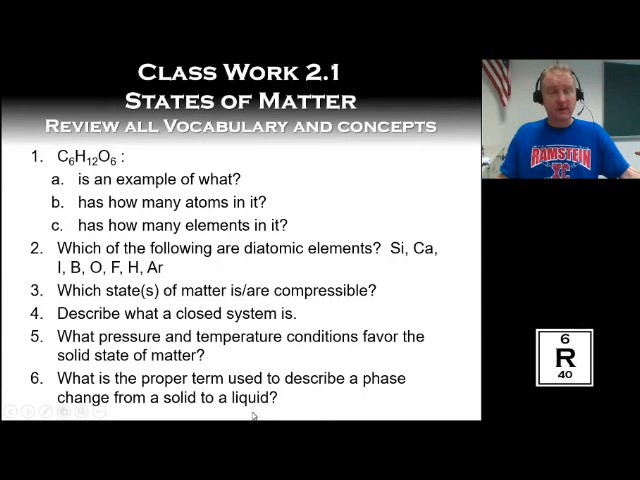 CLASS WORK 2.1
STATES OF MATTER
REVIEW ALL VOCABULARY AND CONCEPTS
1. C₆H₁₂O₆ :
a. is an example of what?
b. has how many atoms in it?
c. has how many elements in it?
2. Which of the following are diatomic elements? Si, Ca,
I, B, O, F, H, Ar
3. Which state(s) of matter is/are compressible?
4. Describe what a closed system is.
5. What pressure and temperature conditions favor the
solid state of matter?
6. What is the proper term used to describe a phase
change from a solid to a liquid?
RAMSTEIN
XC
6
R
40